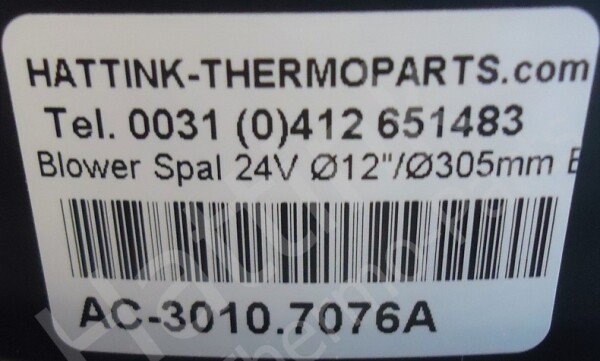 HATTINK-THERMOPARTS.com
Tel. 0031 (0)412 651483
Blower Spal 24V Ø12"/Ø305mm
AC-3010.7076A